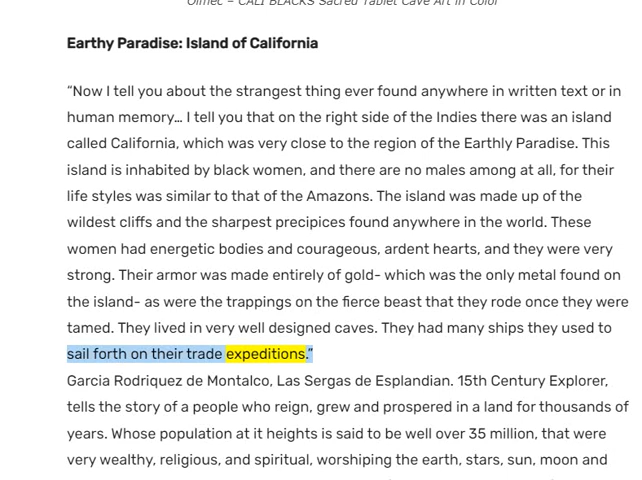 Olmec – CALI BLACKS Sacred Tablet Cave Art in Color
Earthy Paradise: Island of California
“Now I tell you about the strangest thing ever found anywhere in written text or in
human memory… I tell you that on the right side of the Indies there was an island
called California, which was very close to the region of the Earthly Paradise. This
island is inhabited by black women, and there are no males among at all, for their
life styles was similar to that of the Amazons. The island was made up of the
wildest cliffs and the sharpest precipices found anywhere in the world. These
women had energetic bodies and courageous, ardent hearts, and they were very
strong. Their armor was made entirely of gold- which was the only metal found on
the island- as were the trappings on the fierce beast that they rode once they were
tamed. They lived in very well designed caves. They had many ships they used to
sail forth on their trade expeditions.”
Garcia Rodriquez de Montalco, Las Sergas de Esplandian. 15th Century Explorer,
tells the story of a people who reign, grew and prospered in a land for thousands of
years. Whose population at it heights is said to be well over 35 million, that were
very wealthy, religious, and spiritual, worshiping the earth, stars, sun, moon and